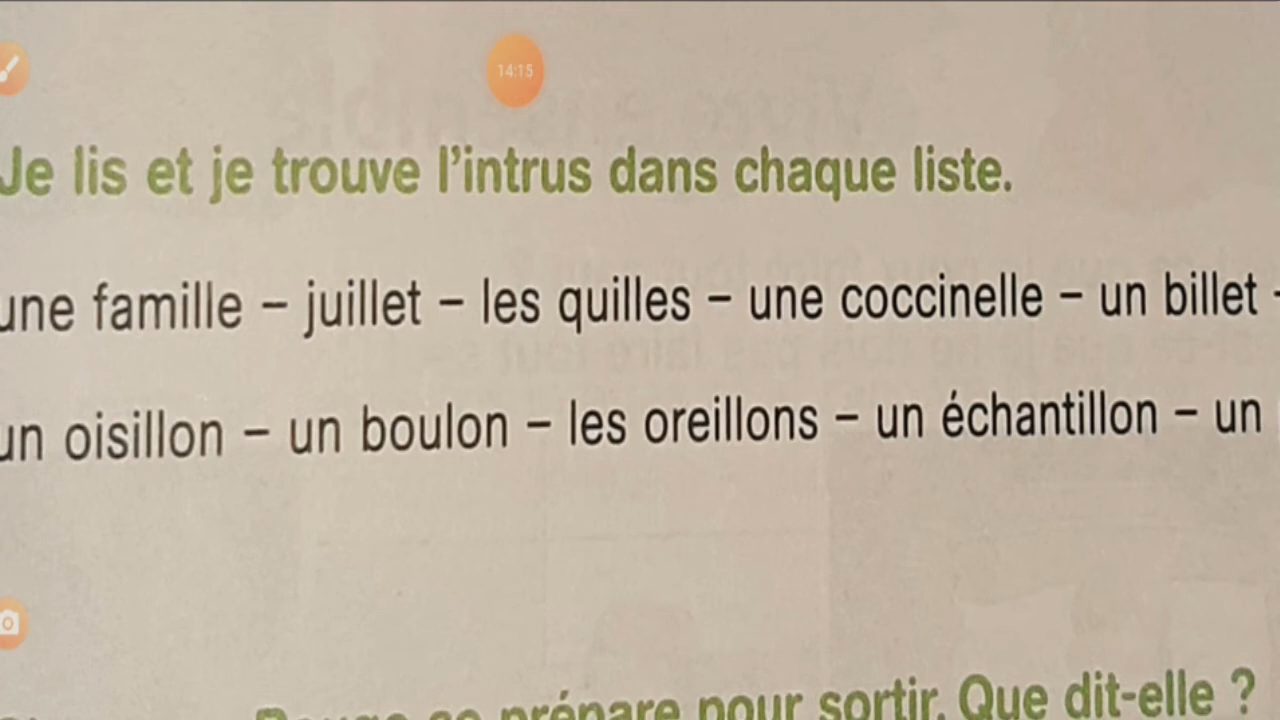 14:15
Je lis et je trouve l'intrus dans chaque liste.
une famille – juillet – les quilles – une coccinelle – un billet -
un oisillon – un boulon – les oreillons – un échantillon – un
se prépare pour sortir. Que dit-elle ?